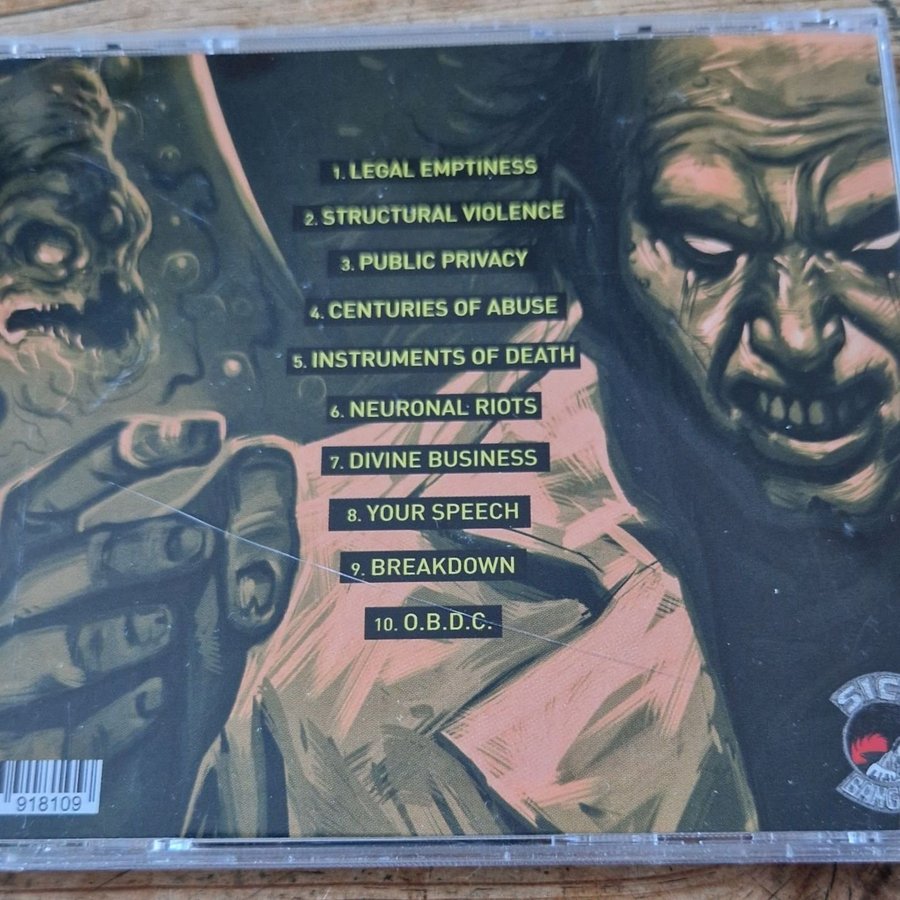 1. LEGAL EMPTINESS
2. STRUCTURAL VIOLENCE
3. PUBLIC PRIVACY
4. CENTURIES OF ABUSE
5. INSTRUMENTS OF DEATH
6. NEURONAL RIOTS
7. DIVINE BUSINESS
8. YOUR SPEECH
9. BREAKDOWN
10. O.B.D.C.
918109